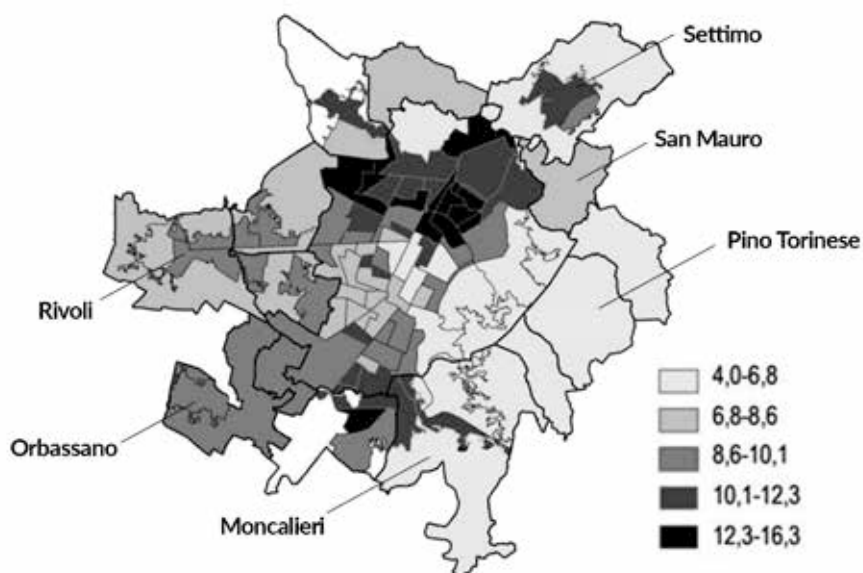 Settimo
San Mauro
Pino Torinese
Rivoli
Orbassano
Moncalieri
4,0-6,8
6,8-8,6
8,6-10,1
10,1-12,3
12,3-16,3